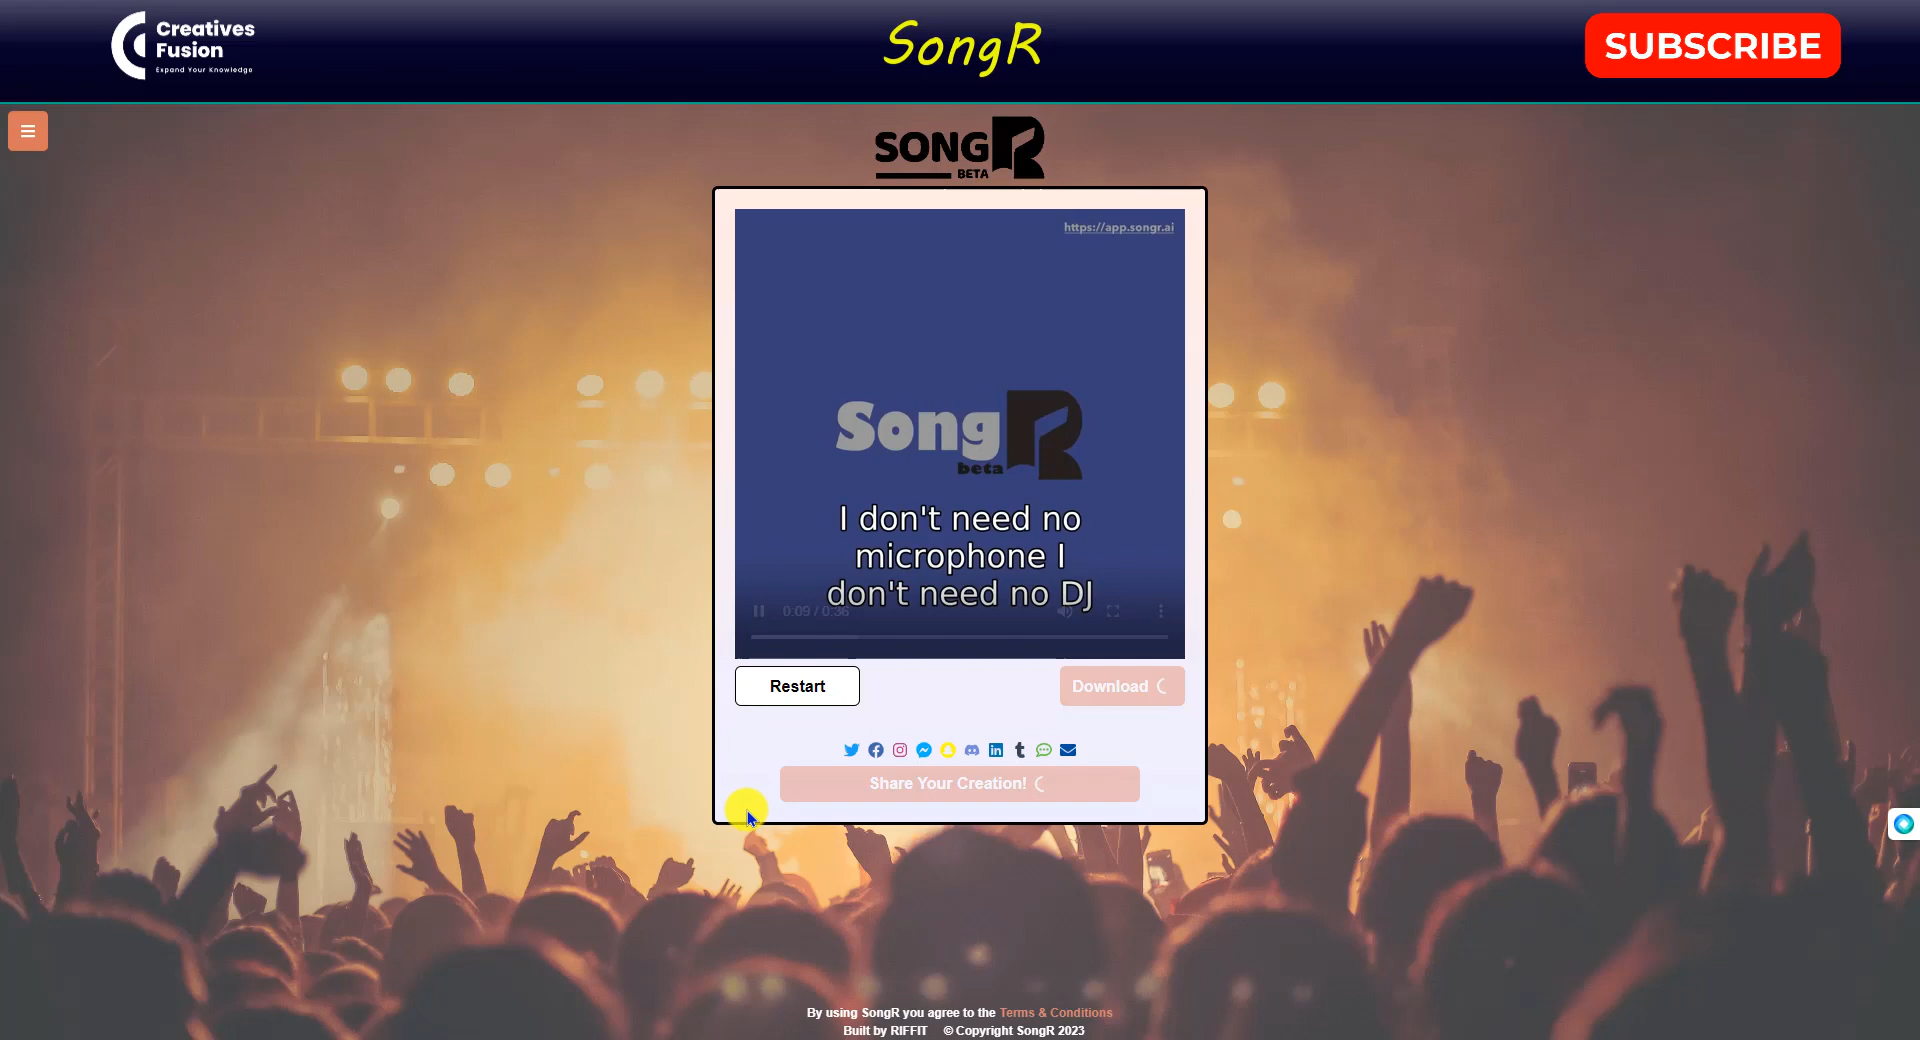 Creatives
Fusion
Expand Your Knowledge
SongR
SUBSCRIBE
SONGR
BETA
https://app.songr.ai
SongR
beta
I don't need no
microphone I
don't need no DJ
0:09 / 0:36
Restart
Download
Share Your Creation!
By using SongR you agree to the Terms & Conditions
Built by RIFFIT © Copyright SongR 2023